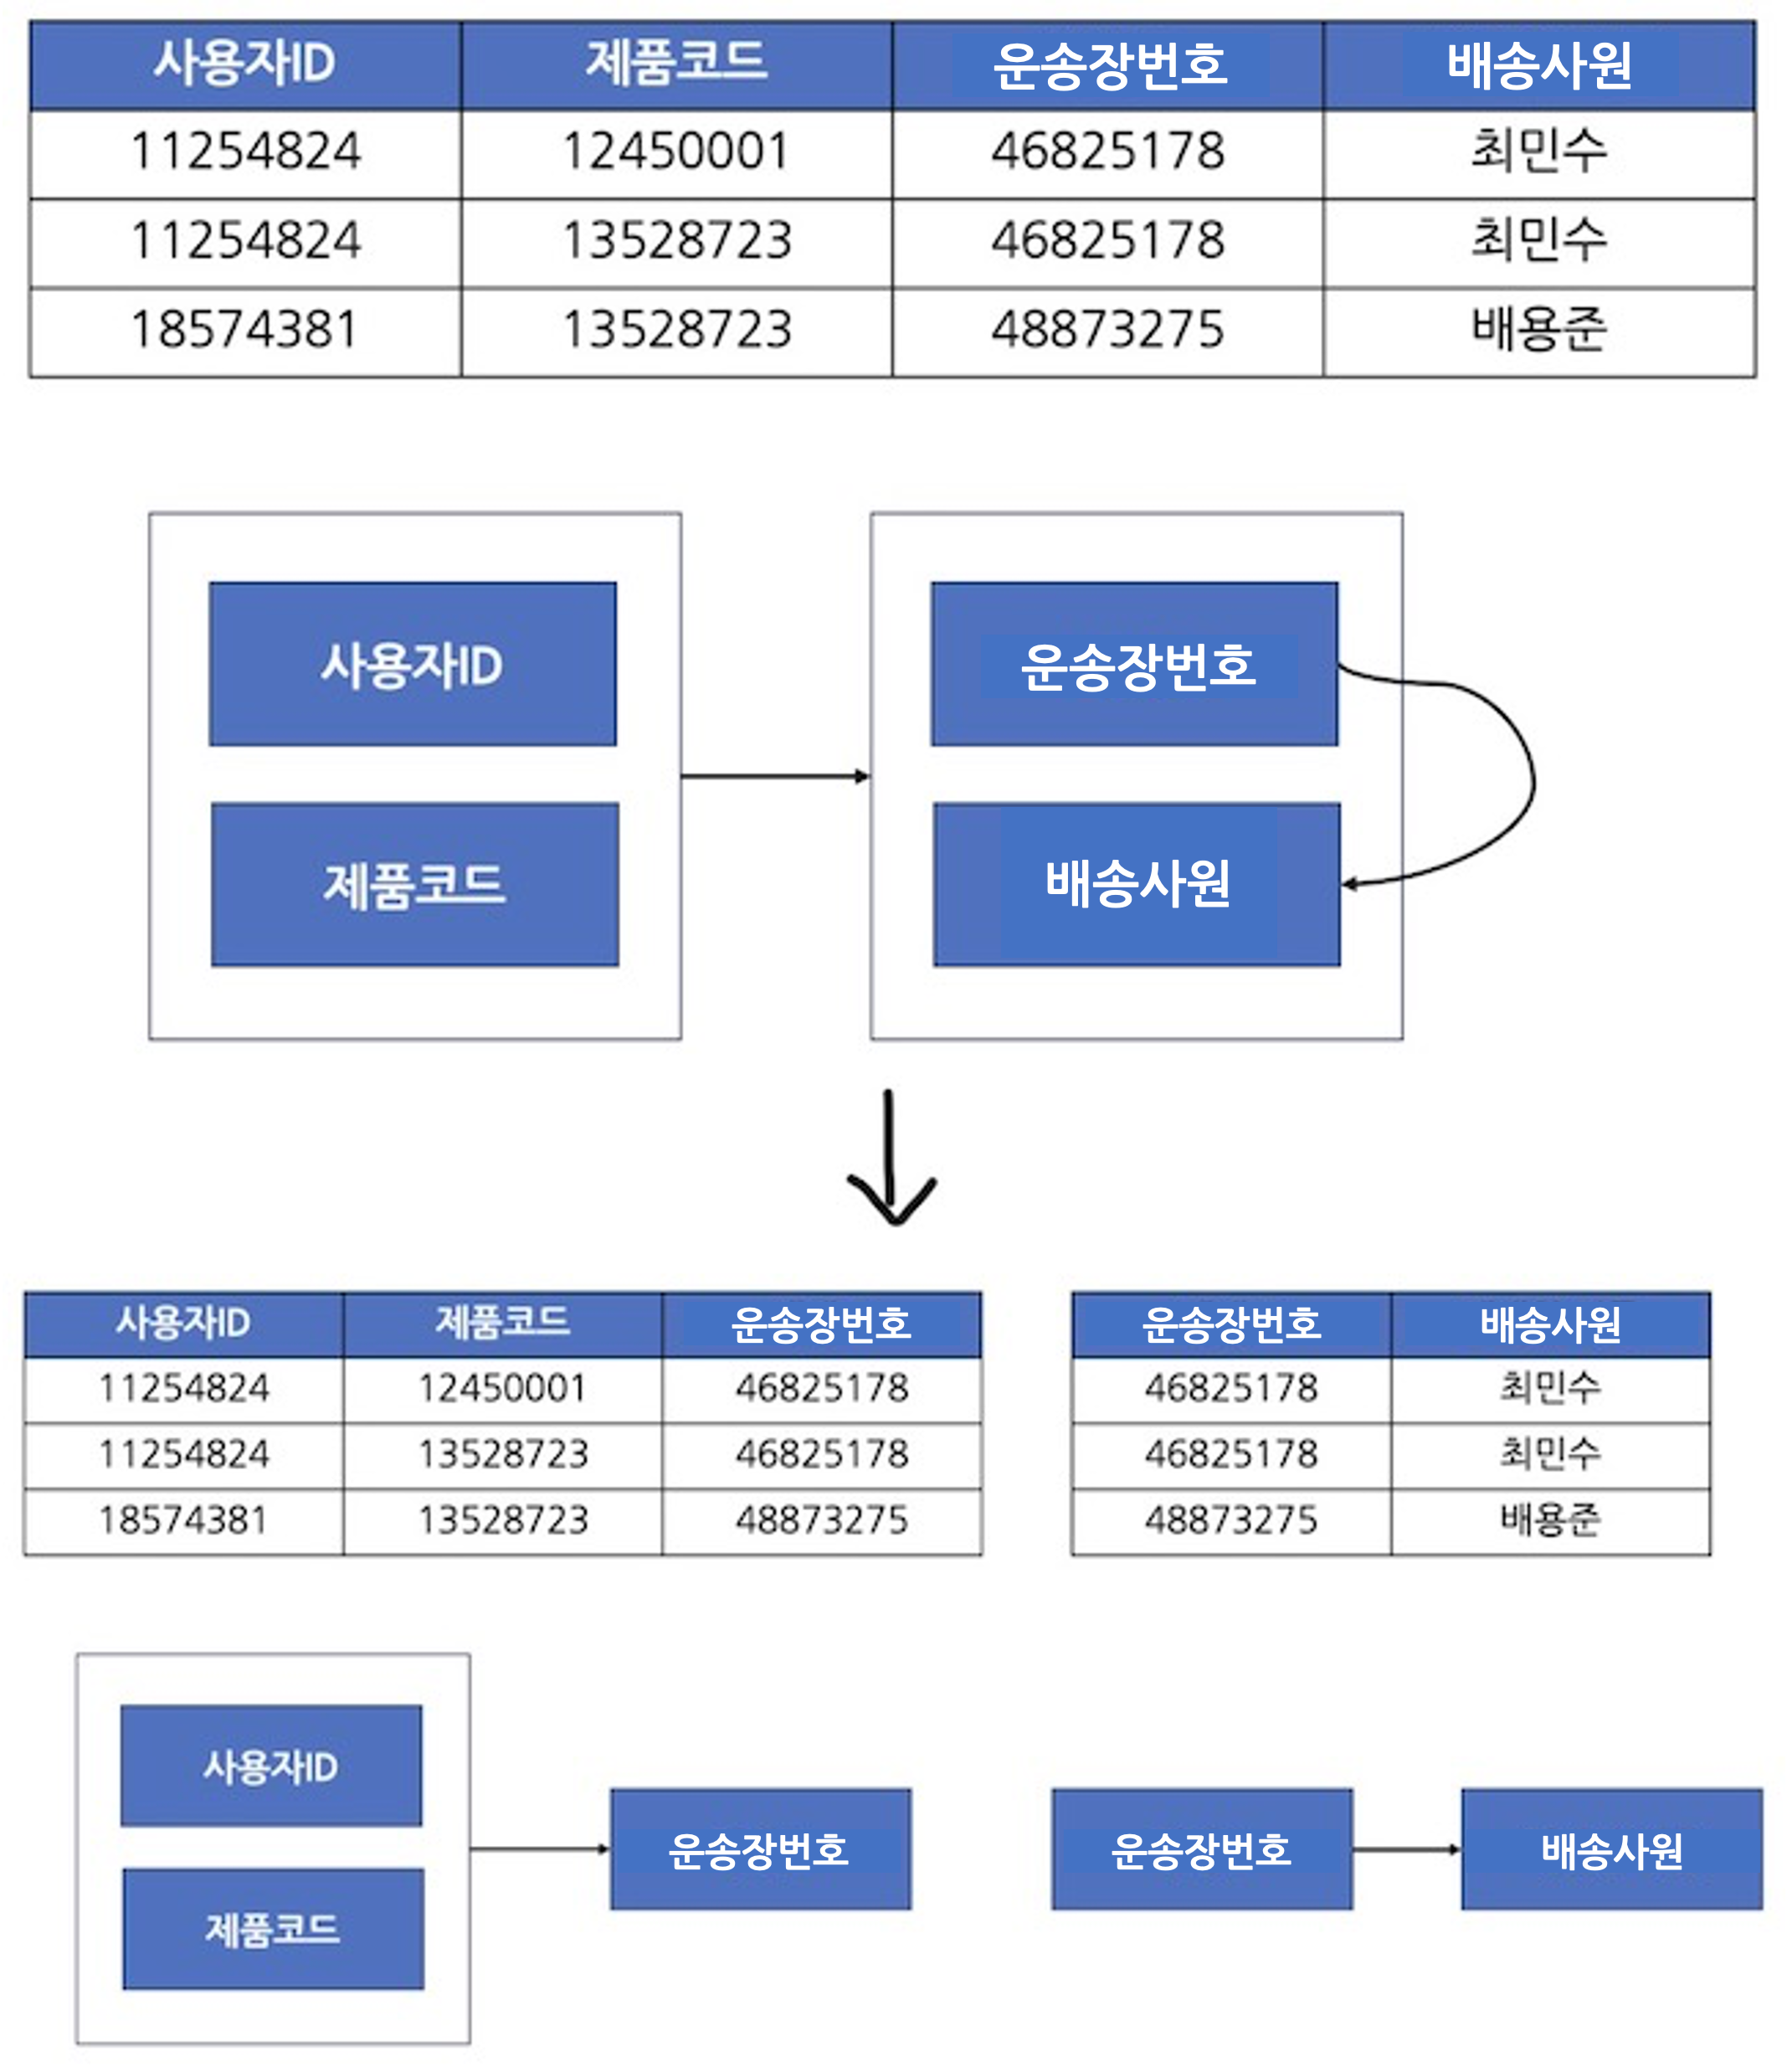 사용자ID 제품코드 운송장번호 배송사원
11254824 12450001 46825178 최민수
11254824 13528723 46825178 최민수
18574381 13528723 48873275 배용준
사용자ID
제품코드
운송장번호
배송사원
사용자ID 제품코드 운송장번호
11254824 12450001 46825178
11254824 13528723 46825178
18574381 13528723 48873275
운송장번호 배송사원
46825178 최민수
46825178 최민수
48873275 배용준
사용자ID
제품코드
운송장번호
운송장번호
배송사원